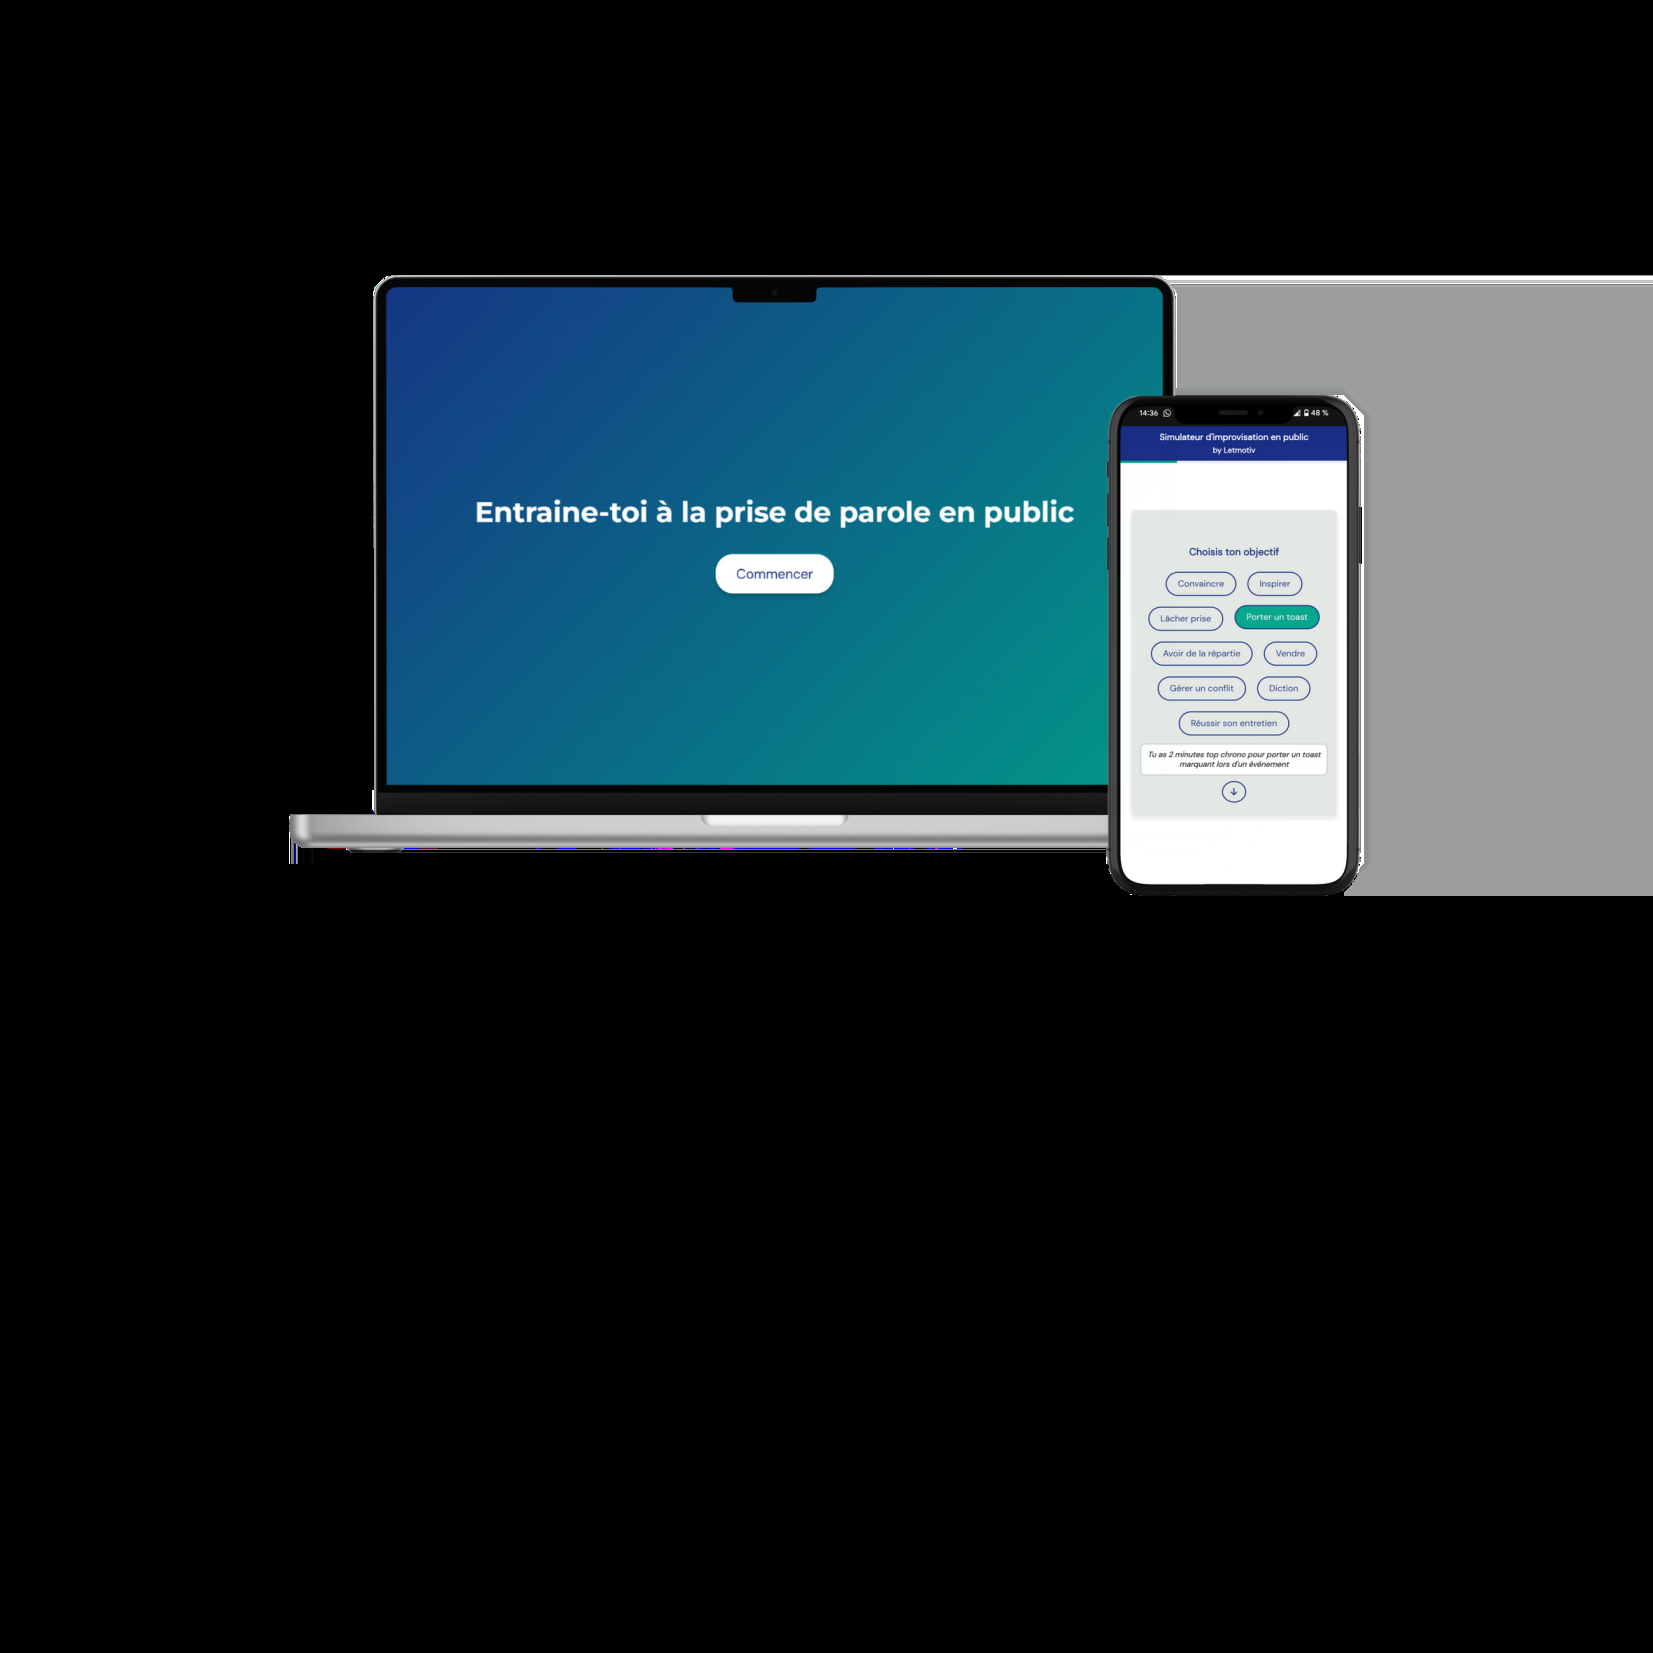 Entraine-toi à la prise de parole en public
Commencer
14:36
48 %
Simulateur d'improvisation en public
by Letmotiv
Choisis ton objectif
Convaincre
Inspirer
Lâcher prise
Porter un toast
Avoir de la répartie
Vendre
Gérer un conflit
Diction
Réussir son entretien
Tu as 2 minutes top chrono pour porter un toast
marquant lors d'un événement